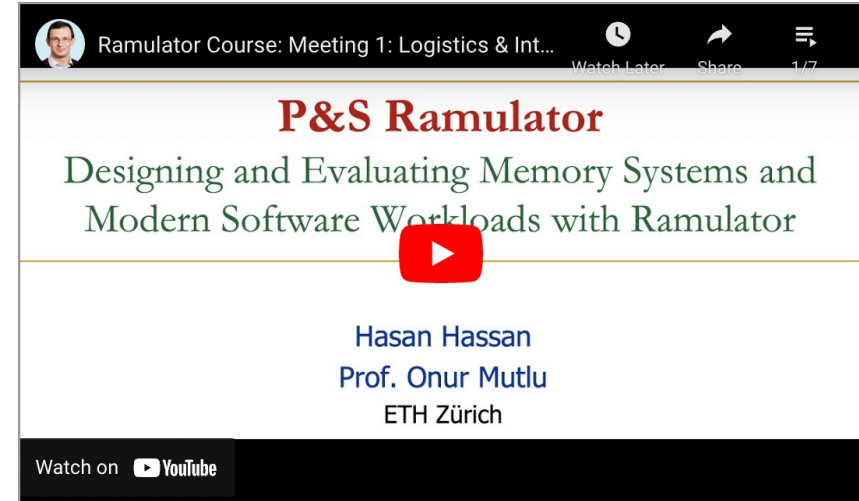 Ramulator Course: Meeting 1: Logistics & Int...
Watch Later
Share
1/7
P&S Ramulator
Designing and Evaluating Memory Systems and
Modern Software Workloads with Ramulator
Hasan Hassan
Prof. Onur Mutlu
ETH Zürich
Watch on YouTube